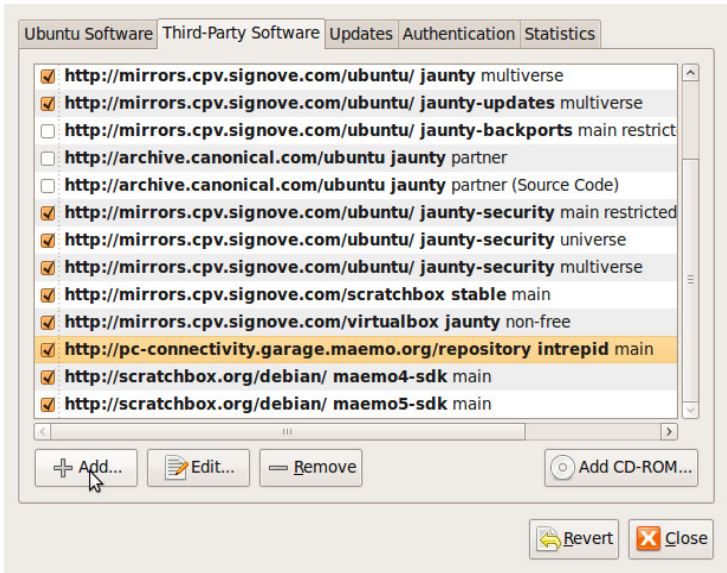 Ubuntu Software Third-Party Software Updates Authentication Statistics
http://mirrors.cpv.signove.com/ubuntu/ jaunty multiverse
http://mirrors.cpv.signove.com/ubuntu/ jaunty-updates multiverse
http://mirrors.cpv.signove.com/ubuntu/ jaunty-backports main restrict
http://archive.canonical.com/ubuntu jaunty partner
http://archive.canonical.com/ubuntu jaunty partner (Source Code)
http://mirrors.cpv.signove.com/ubuntu/ jaunty-security main restricted
http://mirrors.cpv.signove.com/ubuntu/ jaunty-security universe
http://mirrors.cpv.signove.com/ubuntu/ jaunty-security multiverse
http://mirrors.cpv.signove.com/scratchbox stable main
http://mirrors.cpv.signove.com/virtualbox jaunty non-free
http://pc-connectivity.garage.maemo.org/repository intrepid main
http://scratchbox.org/debian/ maemo4-sdk main
http://scratchbox.org/debian/ maemo5-sdk main
Add... Edit... Remove Add CD-ROM...
Revert Close